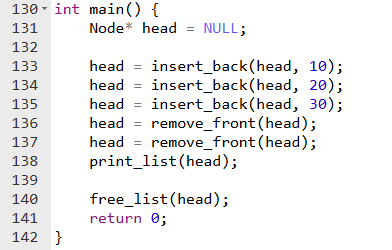 130 int main() {
131     Node* head = NULL;
132
133     head = insert_back(head, 10);
134     head = insert_back(head, 20);
135     head = insert_back(head, 30);
136     head = remove_front(head);
137     head = remove_front(head);
138     print_list(head);
139
140     free_list(head);
141     return 0;
142 }